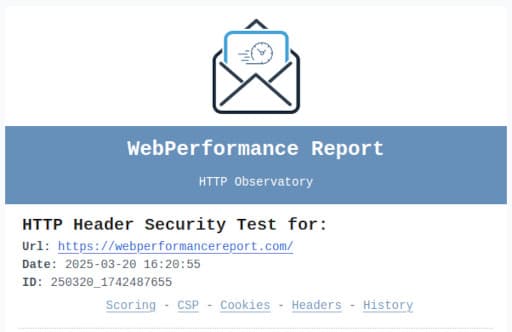 WebPerformance Report
HTTP Observatory
HTTP Header Security Test for:
Url: https://webperformancereport.com/
Date: 2025-03-20 16:20:55
ID: 250320_1742487655
Scoring - CSP - Cookies - Headers - History